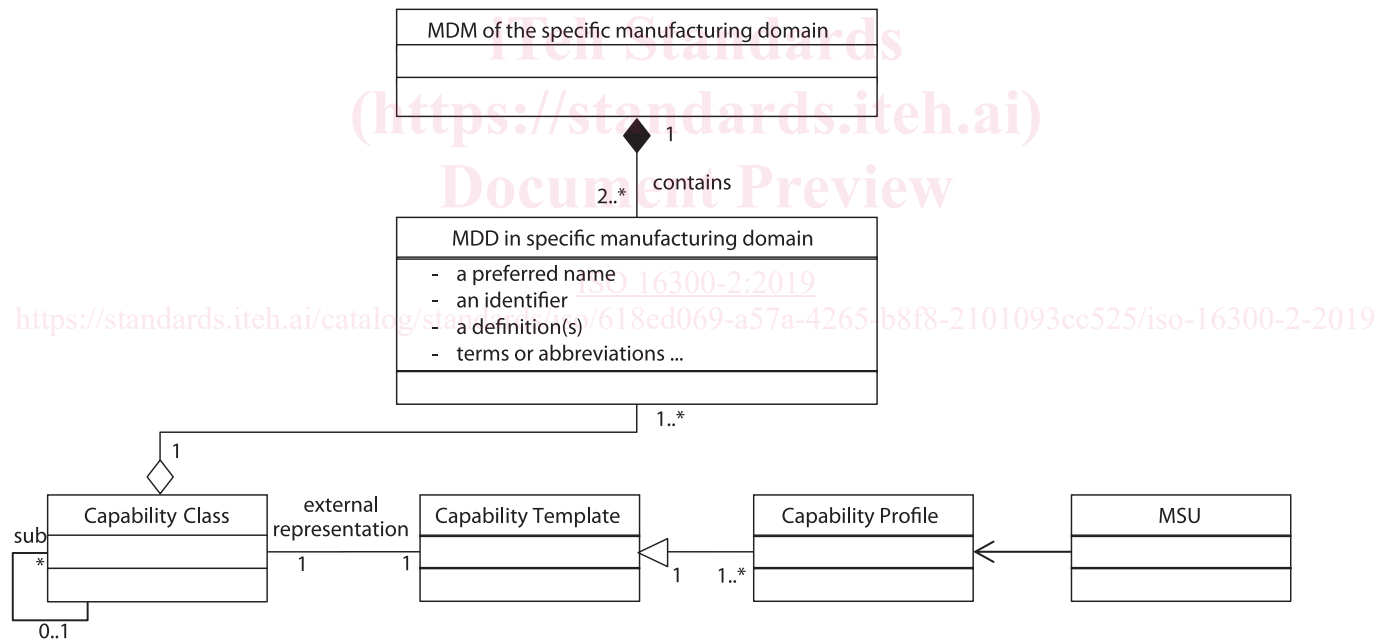 MDM of the specific manufacturing domain
iTeh Standards
(https://standards.iteh.ai)
1
Document Preview
contains
2..*
MDD in specific manufacturing domain
- a preferred name
ISO 16300-2:2019
- an identifier
https://standards.iteh.ai/catalog/standards/iso/618ed069-a57a-4265-b8f8-2101093cc525/iso-16300-2-2019
- a definition(s)
- terms or abbreviations ...
1..*
1
Capability Class
external
representation
1
1
Capability Template
1
1..*
Capability Profile
MSU
sub
*
0..1